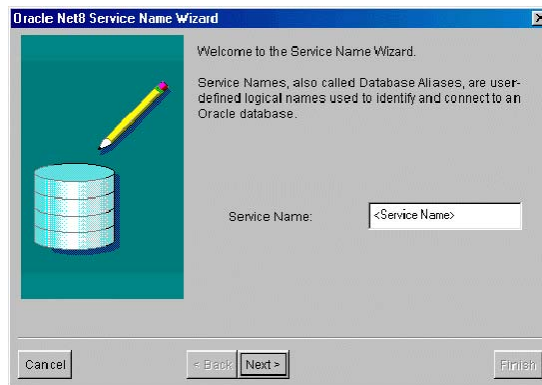 Oracle Net8 Service Name Wizard
Welcome to the Service Name Wizard.
Service Names, also called Database Aliases, are user-
defined logical names used to identify and connect to an
Oracle database.
Service Name:
<Service Name>
Cancel
< Back
Next >
Finish